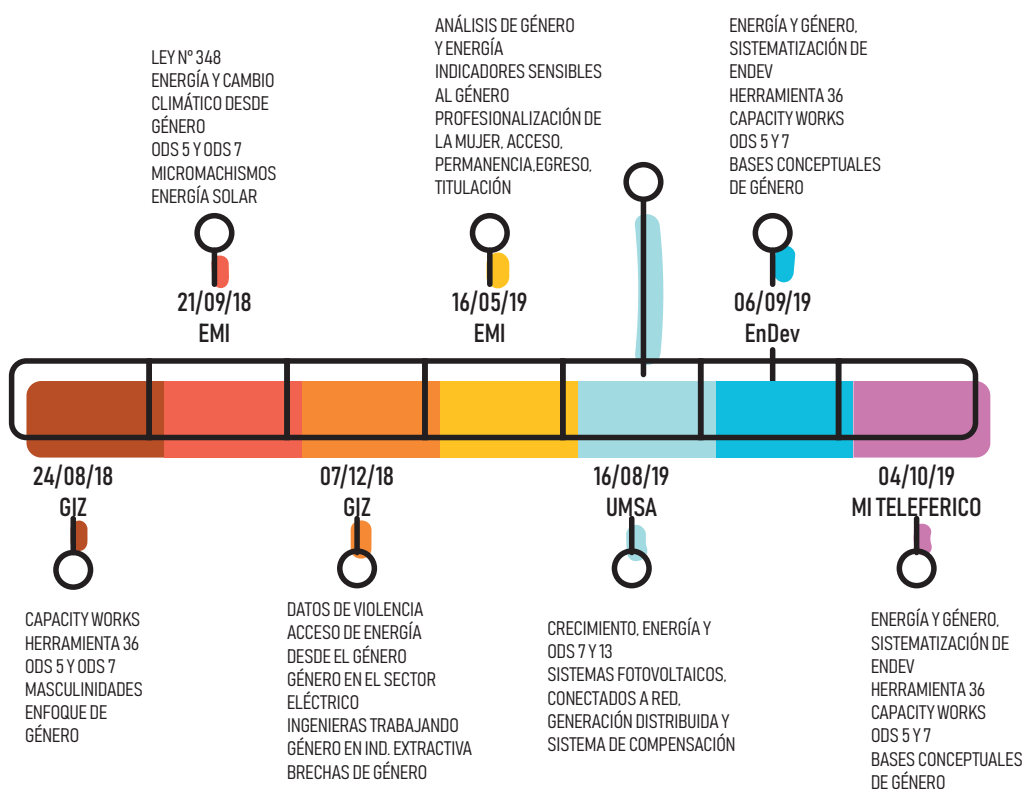 LEY N° 348
ENERGÍA Y CAMBIO
CLIMÁTICO DESDE
GÉNERO
ODS 5 Y ODS 7
MICROMACHISMOS
ENERGÍA SOLAR
21/09/18
EMI
ANÁLISIS DE GÉNERO
Y ENERGÍA
INDICADORES SENSIBLES
AL GÉNERO
PROFESIONALIZACIÓN DE
LA MUJER, ACCESO,
PERMANENCIA,EGRESO,
TITULACIÓN
16/05/19
EMI
ENERGÍA Y GÉNERO,
SISTEMATIZACIÓN DE
ENDEV
HERRAMIENTA 36
CAPACITY WORKS
ODS 5 Y 7
BASES CONCEPTUALES
DE GÉNERO
06/09/19
EnDev
24/08/18
GIZ
CAPACITY WORKS
HERRAMIENTA 36
ODS 5 Y ODS 7
MASCULINIDADES
ENFOQUE DE
GÉNERO
07/12/18
GIZ
DATOS DE VIOLENCIA
ACCESO DE ENERGÍA
DESDE EL GÉNERO
GÉNERO EN EL SECTOR
ELÉCTRICO
INGENIERAS TRABAJANDO
GÉNERO EN IND. EXTRACTIVA
BRECHAS DE GÉNERO
16/08/19
UMSA
CRECIMIENTO, ENERGÍA Y
ODS 7 Y 13
SISTEMAS FOTOVOLTAICOS,
CONECTADOS A RED,
GENERACIÓN DISTRIBUIDA Y
SISTEMA DE COMPENSACIÓN
04/10/19
MI TELEFERICO
ENERGÍA Y GÉNERO,
SISTEMATIZACIÓN DE
ENDEV
HERRAMIENTA 36
CAPACITY WORKS
ODS 5 Y 7
BASES CONCEPTUALES
DE GÉNERO